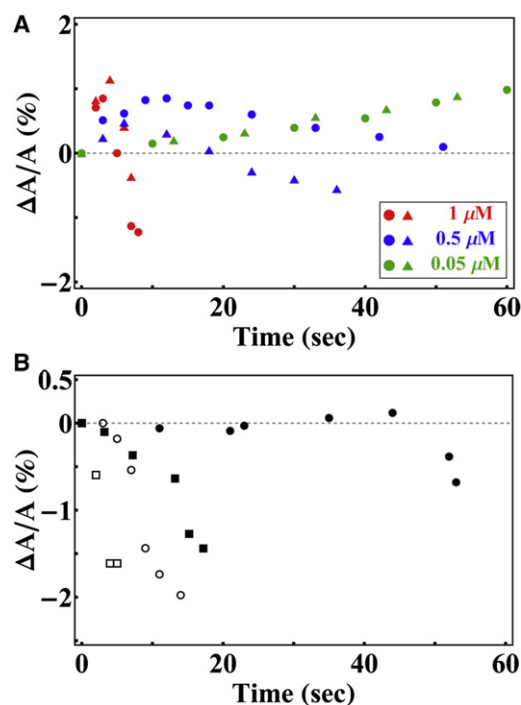 A
ΔA/A (%)
2
0
−2
1 μM
0.5 μM
0.05 μM
0 20 40 60
Time (sec)
B
ΔA/A (%)
0.5
0
−1
−2
0 20 40 60
Time (sec)